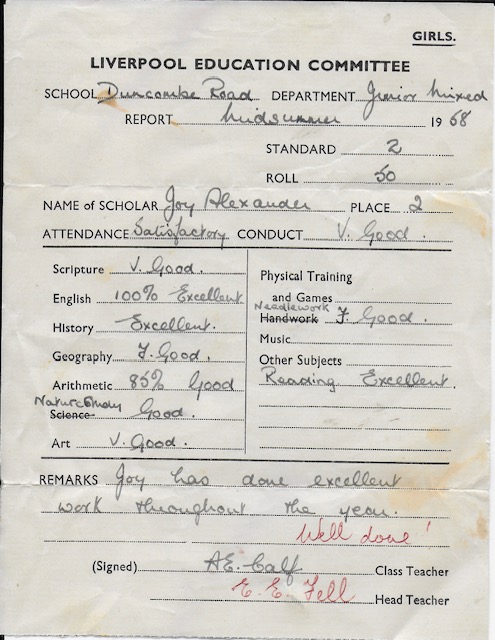 GIRLS.
LIVERPOOL EDUCATION COMMITTEE
SCHOOL Duncombe Road DEPARTMENT Junior Mixed
REPORT Midsummer 1968
STANDARD 2
ROLL 50
NAME of SCHOLAR Joy Alexander PLACE 2
ATTENDANCE Satisfactory CONDUCT V. Good.
Scripture V. Good.
English 100% Excellent
History Excellent.
Geography F. Good.
Arithmetic 85% Good
Nature Study
Science Good.
Art V. Good.
Physical Training
and Games
Needlework
Handwork F. Good.
Music
Other Subjects
Reading Excellent.
REMARKS Joy has done excellent
work throughout the year.
Well done!
(Signed) A.E. Calf Class Teacher
E. E. Fell Head Teacher